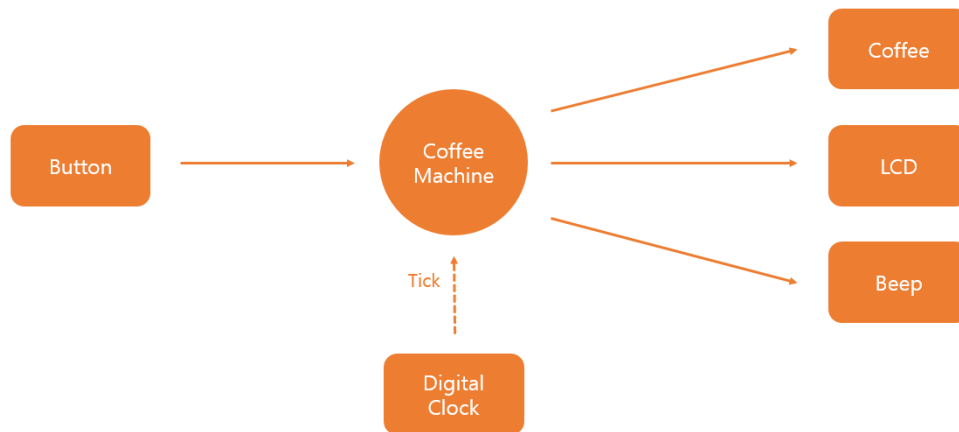 Coffee
Button
Coffee
Machine
LCD
Beep
Tick
Digital
Clock